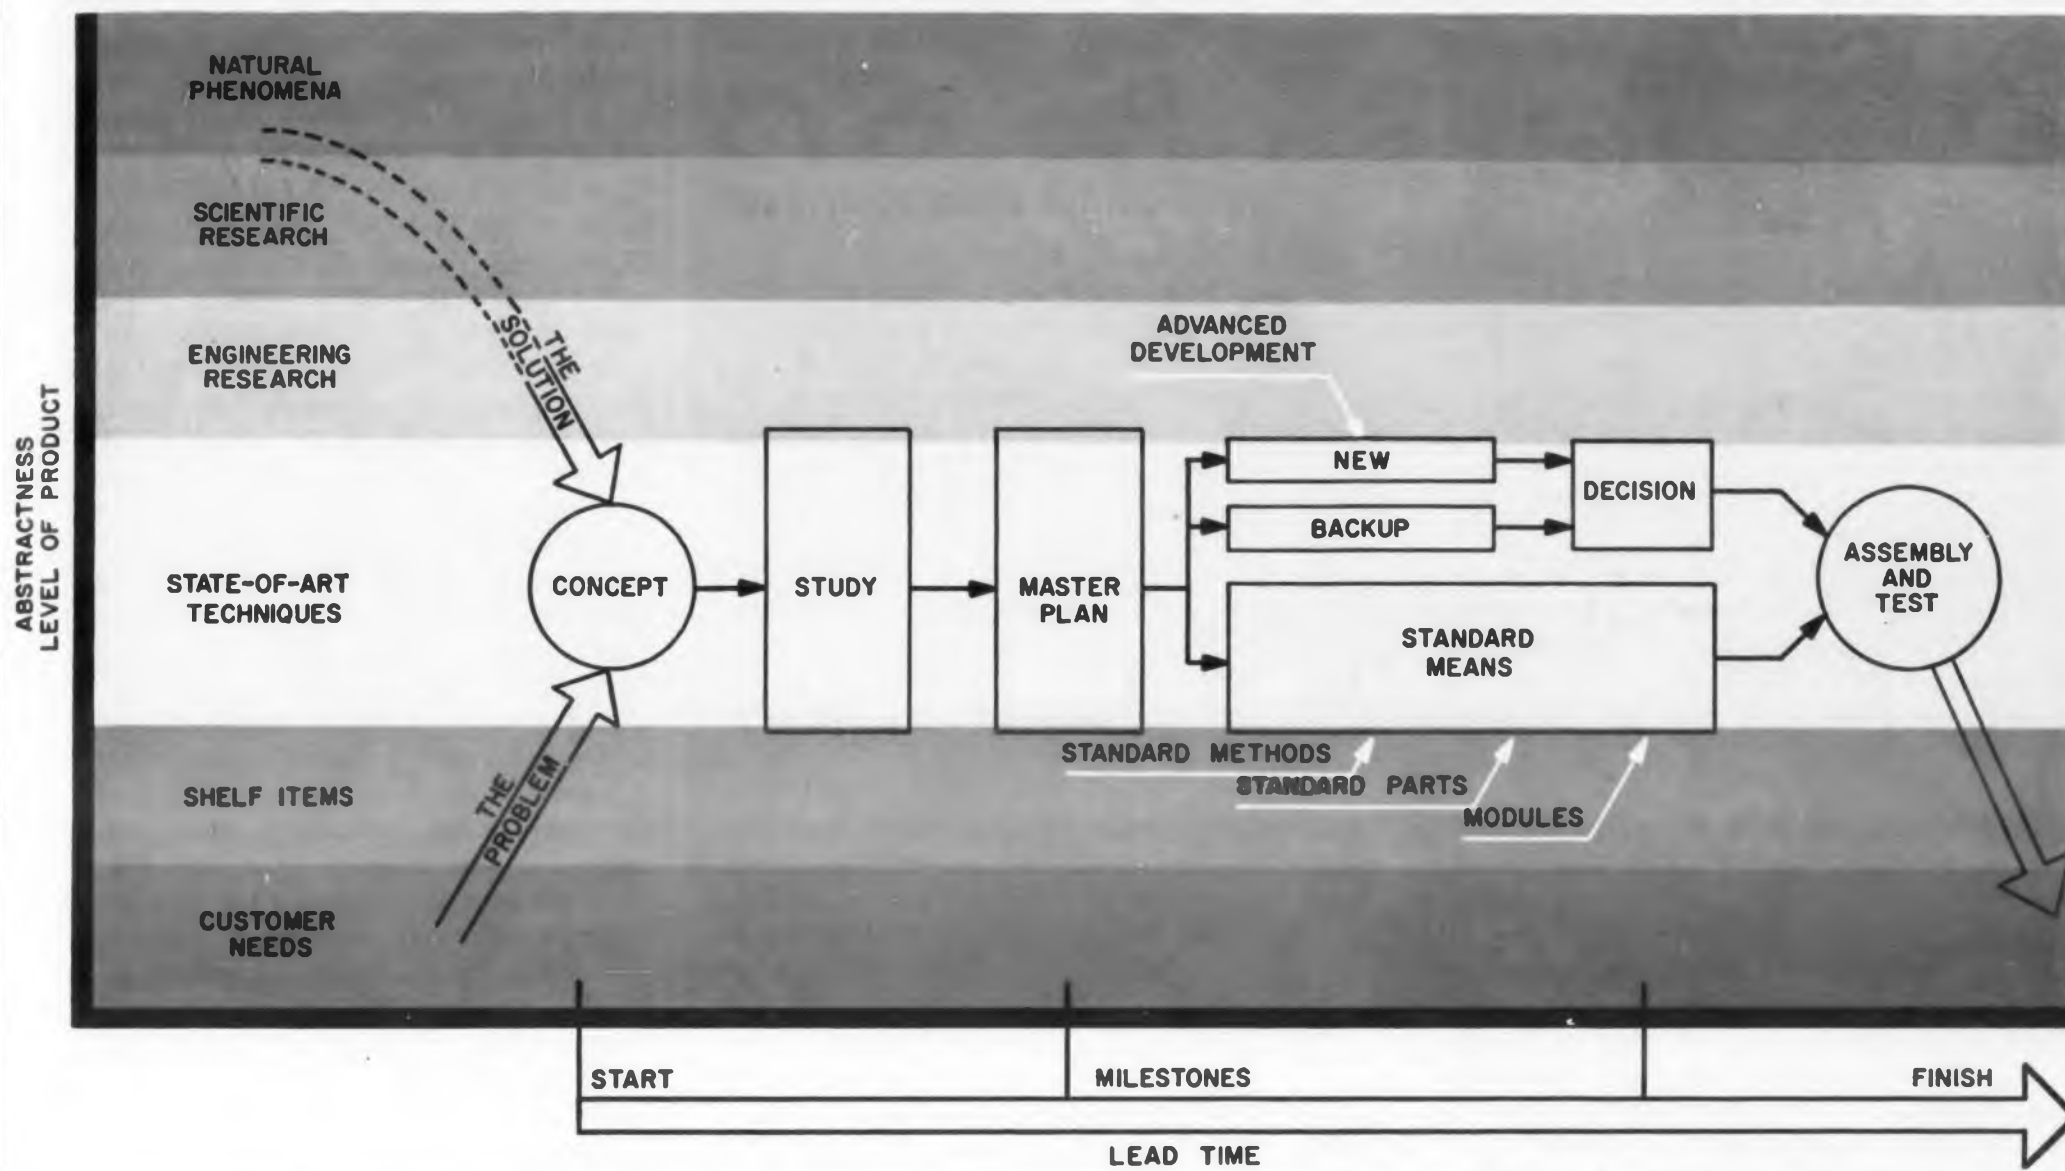 NATURAL
PHENOMENA
SCIENTIFIC
RESEARCH
ENGINEERING
RESEARCH
STATE-OF-ART
TECHNIQUES
SHELF ITEMS
CUSTOMER
NEEDS
ABSTRACTNESS
LEVEL OF PRODUCT
THE
SOLUTION
THE
PROBLEM
CONCEPT
STUDY
MASTER
PLAN
ADVANCED
DEVELOPMENT
NEW
BACKUP
DECISION
STANDARD
MEANS
STANDARD METHODS
STANDARD PARTS
MODULES
ASSEMBLY
AND
TEST
START
MILESTONES
FINISH
LEAD TIME